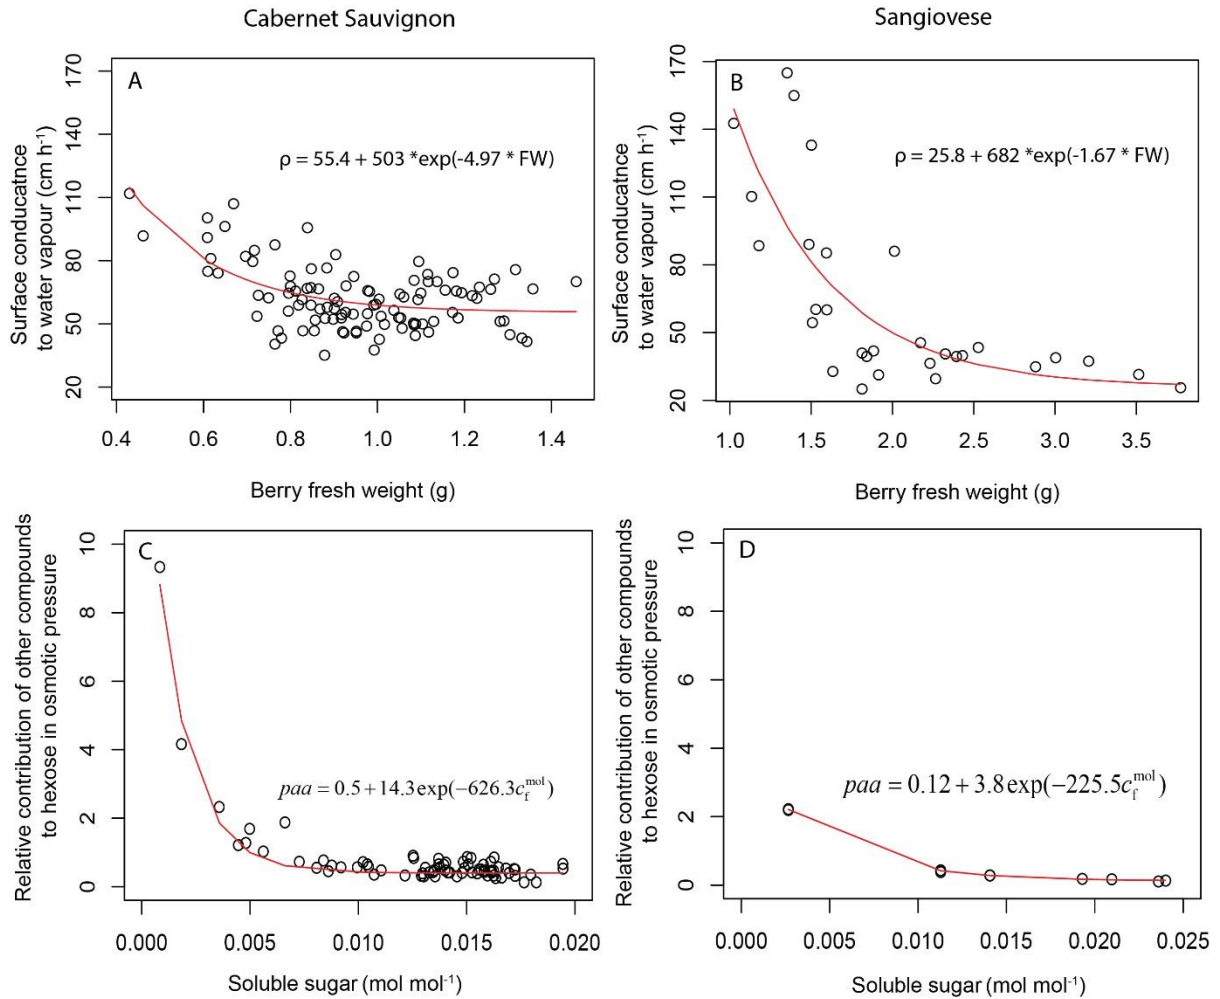 Cabernet Sauvignon
Sangiovese
Surface conducatnce
to water vapour (cm h⁻¹)
170
140
110
80
50
20
A
ρ = 55.4 + 503 *exp(-4.97 * FW)
0.4 0.6 0.8 1.0 1.2 1.4
Berry fresh weight (g)
Surface conducatnce
to water vapour (cm h⁻¹)
170
140
110
80
50
20
B
ρ = 25.8 + 682 *exp(-1.67 * FW)
1.0 1.5 2.0 2.5 3.0 3.5
Berry fresh weight (g)
Relative contribution of other compounds
to hexose in osmotic pressure
10
8
6
4
2
0
C
paa = 0.5+14.3exp(−626.3c_f^mol)
0.000 0.005 0.010 0.015 0.020
Soluble sugar (mol mol⁻¹)
Relative contribution of other compounds
to hexose in osmotic pressure
10
8
6
4
2
0
D
paa = 0.12+3.8exp(−225.5c_f^mol)
0.000 0.005 0.010 0.015 0.020 0.025
Soluble sugar (mol mol⁻¹)